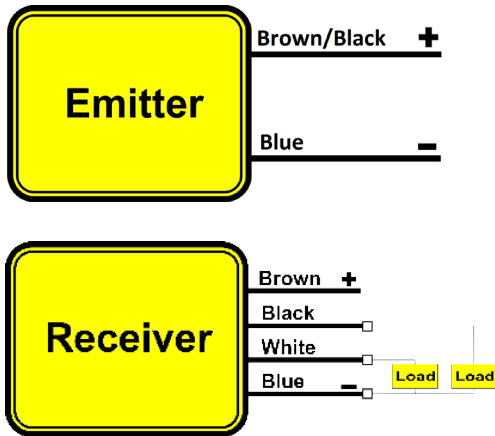 Brown/Black +
Emitter
Blue -
Brown +
Black
Receiver
White
Blue -
Load Load